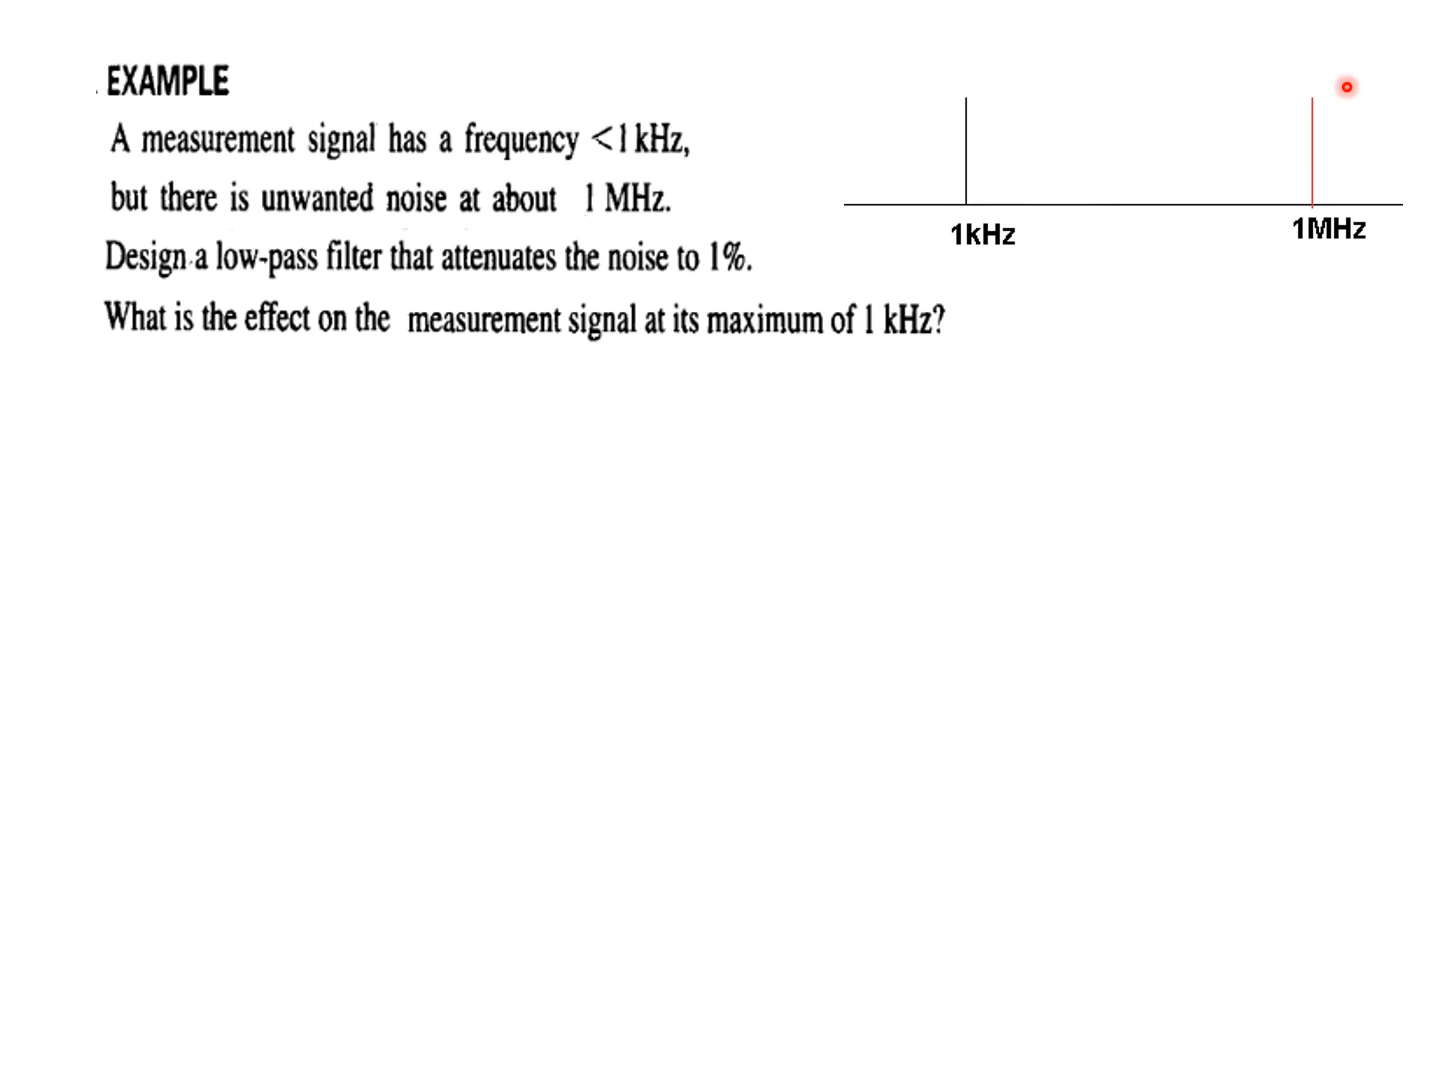 EXAMPLE
A measurement signal has a frequency <1 kHz,
but there is unwanted noise at about 1 MHz.
Design a low-pass filter that attenuates the noise to 1%.
What is the effect on the measurement signal at its maximum of 1 kHz?
1kHz
1MHz